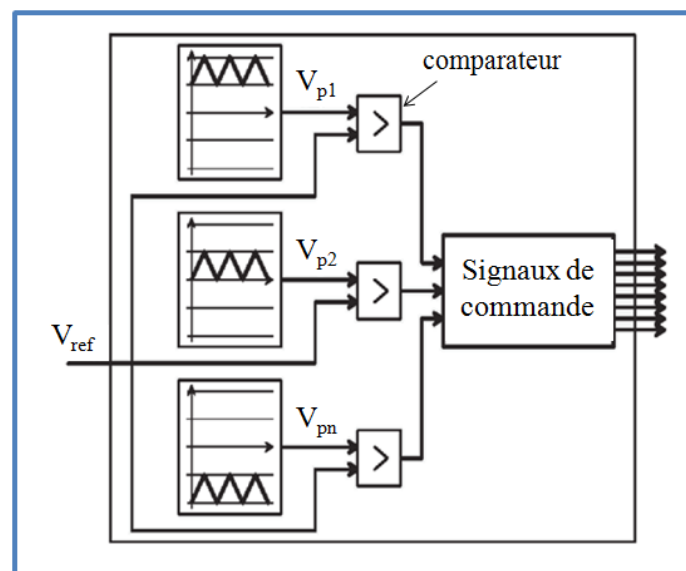 comparateur
Vp1
>
Vp2
>
Signaux de
commande
Vref
Vpn
>